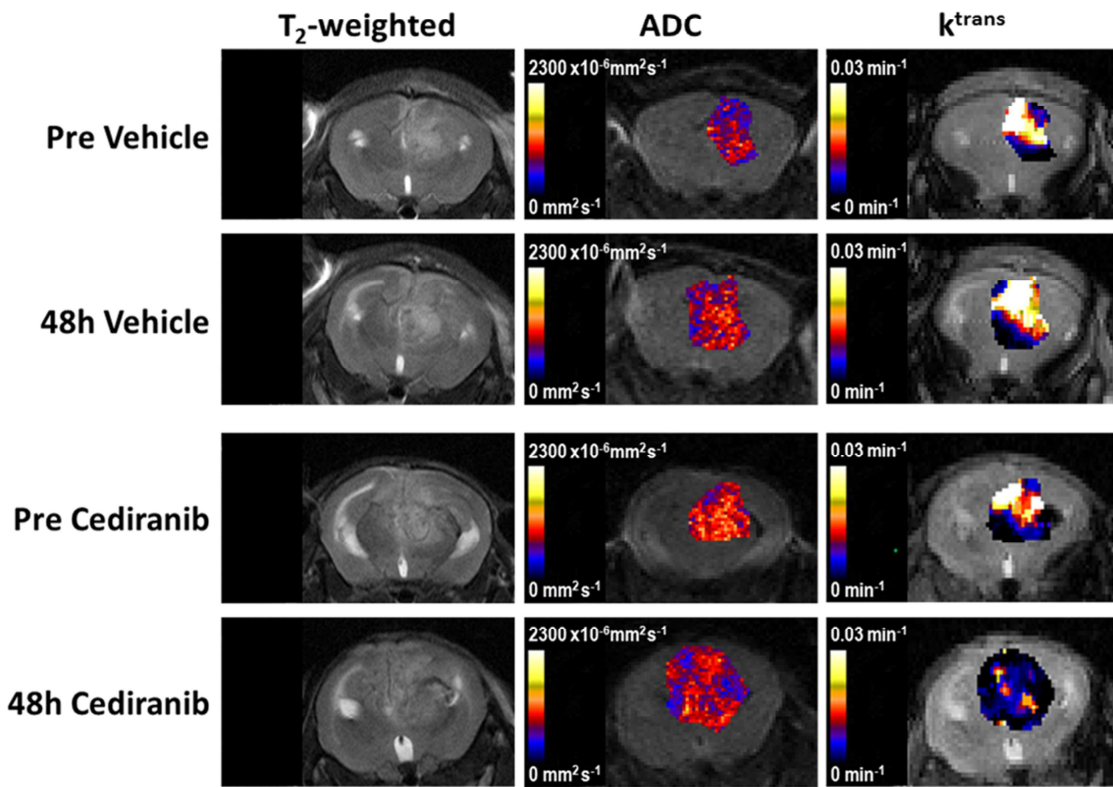 T₂-weighted ADC kᵗʳᵃⁿˢ
Pre Vehicle
2300 x10⁻⁶mm²s⁻¹
0 mm²s⁻¹
0.03 min⁻¹
< 0 min⁻¹
48h Vehicle
2300 x10⁻⁶mm²s⁻¹
0 mm²s⁻¹
0.03 min⁻¹
0 min⁻¹
Pre Cediranib
2300 x10⁻⁶mm²s⁻¹
0 mm²s⁻¹
0.03 min⁻¹
0 min⁻¹
48h Cediranib
2300 x10⁻⁶mm²s⁻¹
0 mm²s⁻¹
0.03 min⁻¹
0 min⁻¹